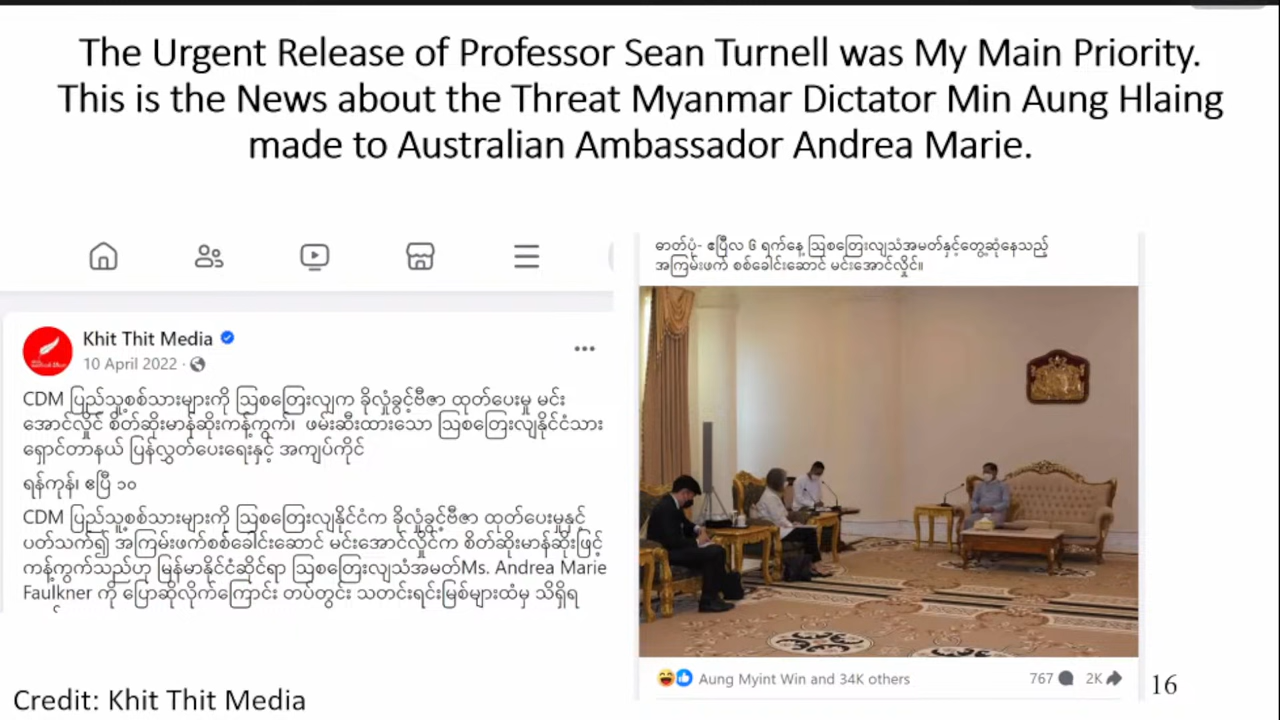 The Urgent Release of Professor Sean Turnell was My Main Priority.
This is the News about the Threat Myanmar Dictator Min Aung Hlaing
made to Australian Ambassador Andrea Marie.
Khit Thit Media
10 April 2022
CDM ပြည်သူ့စစ်သားများကို ဩစတြေးလျက ခိုလှုံခွင့်ဗီဇာ ထုတ်ပေးမှု မင်း
အောင်လှိုင် စိတ်ဆိုးမာန်ဆိုးကန့်ကွက်၊ ဖမ်းဆီးထားသော ဩစတြေးလျနိုင်ငံသား
ရှောင်တာနယ် ပြန်လွှတ်ပေးရေးနှင့် အကျပ်ကိုင်
ရန်ကုန်၊ ဧပြီ ၁၀
CDM ပြည်သူ့စစ်သားများကို ဩစတြေးလျနိုင်ငံက ခိုလှုံခွင့်ဗီဇာ ထုတ်ပေးမှုနှင့်
ပတ်သက်၍ အကြမ်းဖက်စစ်ခေါင်းဆောင် မင်းအောင်လှိုင်က စိတ်ဆိုးမာန်ဆိုးဖြင့်
ကန့်ကွက်သည်ဟု မြန်မာနိုင်ငံဆိုင်ရာ ဩစတြေးလျသံအမတ်Ms. Andrea Marie
Faulkner ကို ပြောဆိုလိုက်ကြောင်း တပ်တွင်း သတင်းရင်းမြစ်များထံမှ သိရှိရ
ဓာတ်ပုံ- ဧပြီလ ၆ ရက်နေ့ ဩစတြေးလျသံအမတ်နှင့်တွေ့ဆုံနေသည့်
အကြမ်းဖက် စစ်ခေါင်းဆောင် မင်းအောင်လှိုင်။
Aung Myint Win and 34K others
767
2K
16
Credit: Khit Thit Media